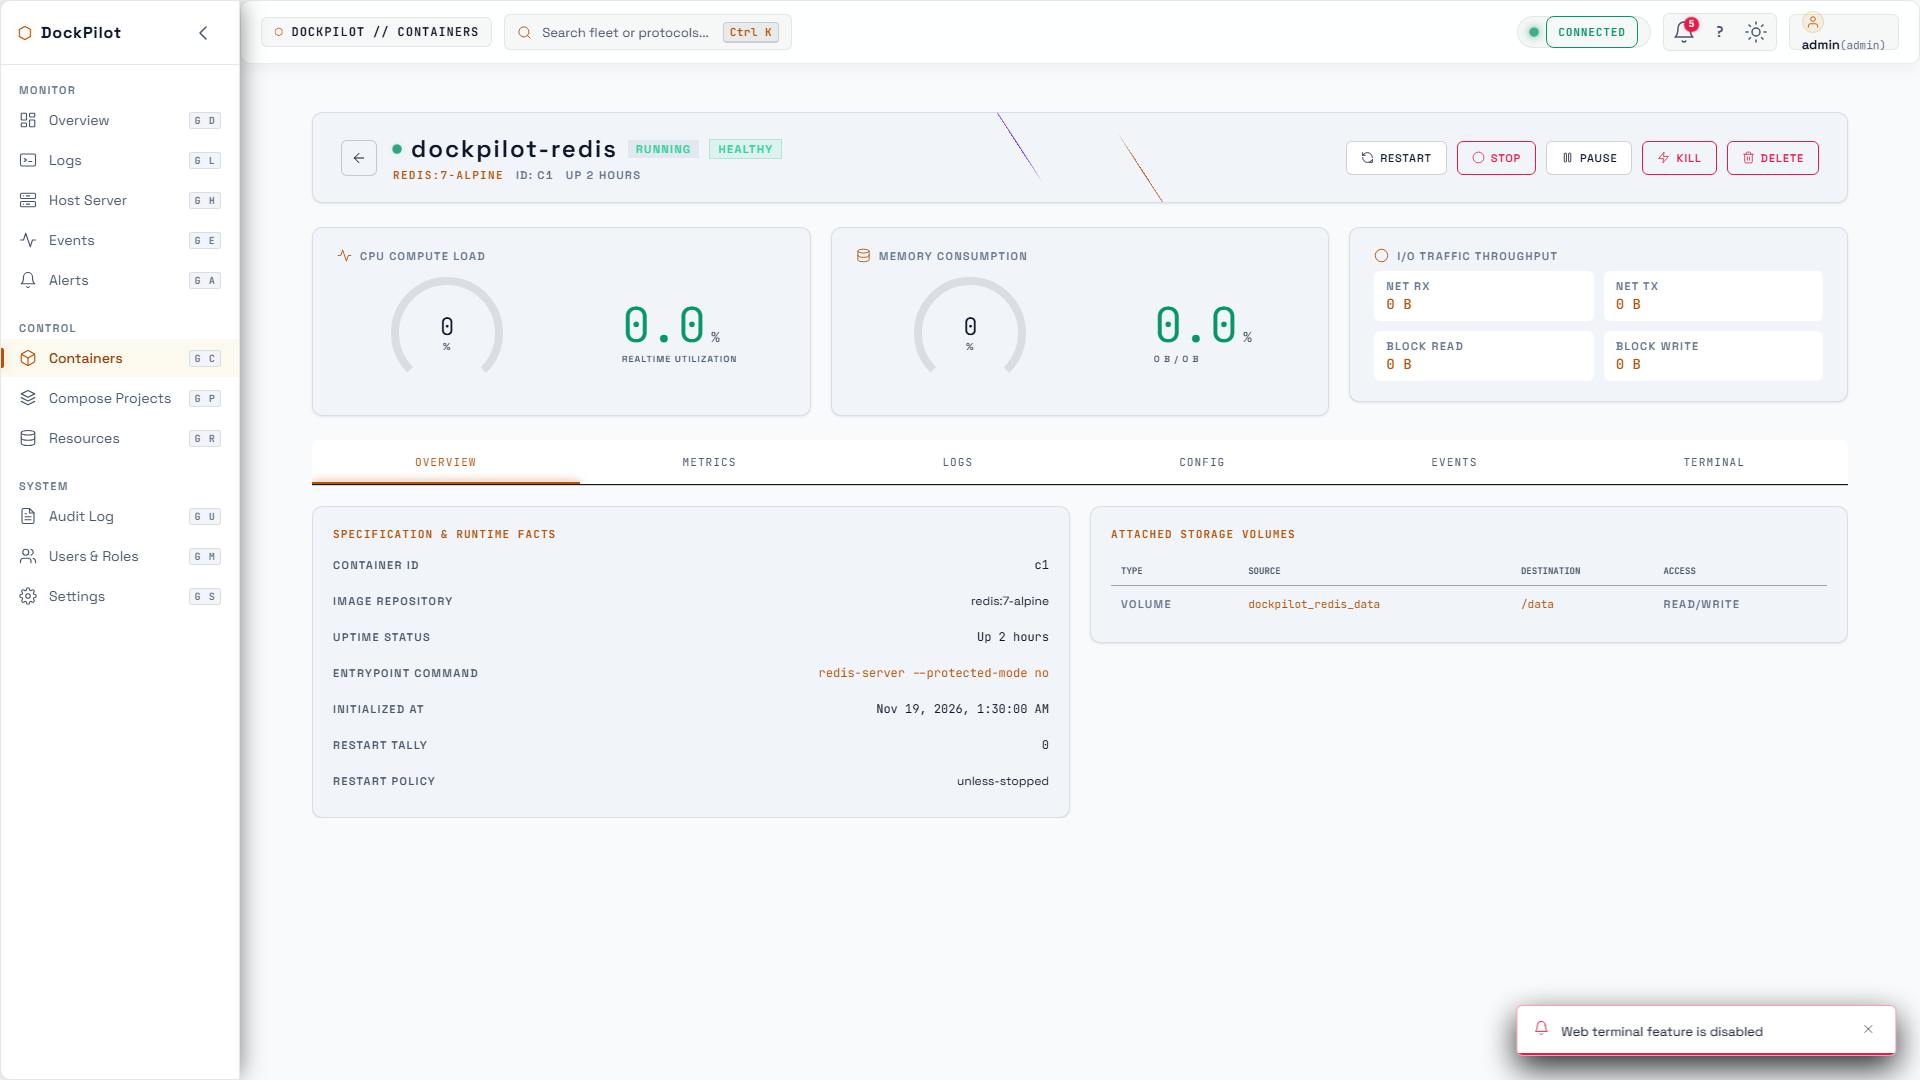 DockPilot
MONITOR
Overview G D
Logs G L
Host Server G H
Events G E
Alerts G A
CONTROL
Containers G C
Compose Projects G P
Resources G R
SYSTEM
Audit Log G U
Users & Roles G M
Settings G S
DOCKPILOT // CONTAINERS
Search fleet or protocols... Ctrl K
CONNECTED
5
?
admin(admin)
dockpilot-redis RUNNING HEALTHY
REDIS:7-ALPINE ID: C1 UP 2 HOURS
RESTART STOP PAUSE KILL DELETE
CPU COMPUTE LOAD
0
%
0.0 %
REALTIME UTILIZATION
MEMORY CONSUMPTION
0
%
0.0 %
0 B / 0 B
I/O TRAFFIC THROUGHPUT
NET RX
0 B
NET TX
0 B
BLOCK READ
0 B
BLOCK WRITE
0 B
OVERVIEW METRICS LOGS CONFIG EVENTS TERMINAL
SPECIFICATION & RUNTIME FACTS
CONTAINER ID c1
IMAGE REPOSITORY redis:7-alpine
UPTIME STATUS Up 2 hours
ENTRYPOINT COMMAND redis-server --protected-mode no
INITIALIZED AT Nov 19, 2026, 1:30:00 AM
RESTART TALLY 0
RESTART POLICY unless-stopped
ATTACHED STORAGE VOLUMES
TYPE SOURCE DESTINATION ACCESS
VOLUME dockpilot_redis_data /data READ/WRITE
Web terminal feature is disabled